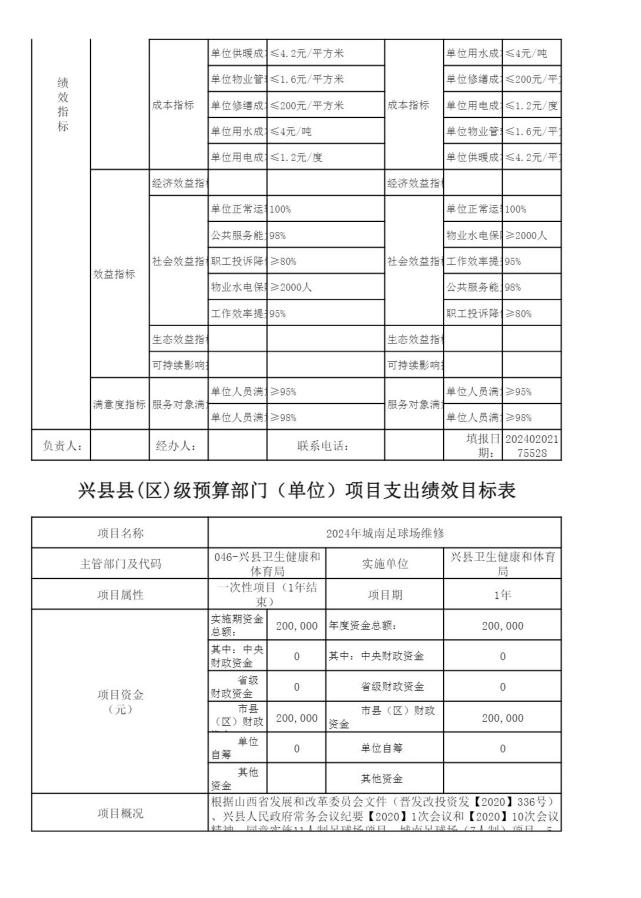 单位供暖成 ≤4.2元/平方米 单位用水成 ≤4元/吨
单位物业管 ≤1.6元/平方米 单位修缮成 ≤200元/平
绩效指标 成本指标 单位修缮成 ≤200元/平方米 成本指标 单位用电成 ≤1.2元/度
单位用水成 ≤4元/吨 单位物业管 ≤1.6元/平
单位用电成 ≤1.2元/度 单位供暖成 ≤4.2元/平
经济效益指 经济效益指
单位正常运 100% 单位正常运 100%
公共服务能 98% 物业水电保 ≥2000人
效益指标 社会效益指 职工投诉降 ≥80% 社会效益指 工作效率提 95%
物业水电保 ≥2000人 公共服务能 98%
工作效率提 95% 职工投诉降 ≥80%
生态效益指 生态效益指
可持续影响 可持续影响
满意度指标 服务对象满 单位人员满 ≥95% 服务对象满 单位人员满 ≥95%
单位人员满 ≥98% 单位人员满 ≥98%
负责人： 经办人： 联系电话： 填报日期： 20240202175528
兴县县(区)级预算部门（单位）项目支出绩效目标表
项目名称 2024年城南足球场维修
主管部门及代码 046-兴县卫生健康和体育局 实施单位 兴县卫生健康和体育局
项目属性 一次性项目（1年结束） 项目期 1年
项目资金（元） 实施期资金总额： 200,000 年度资金总额： 200,000
其中：中央财政资金 0 其中：中央财政资金 0
省级财政资金 0 省级财政资金 0
市县（区）财政 200,000 市县（区）财政资金 200,000
单位自筹 0 单位自筹 0
其他资金 其他资金
项目概况 根据山西省发展和改革委员会文件（晋发改投资发【2020】336号）
、兴县人民政府常务会议纪要【2020】1次会议和【2020】10次会议
精神，同意实施11人制足球场项目、城南足球场（7人制）项目、5